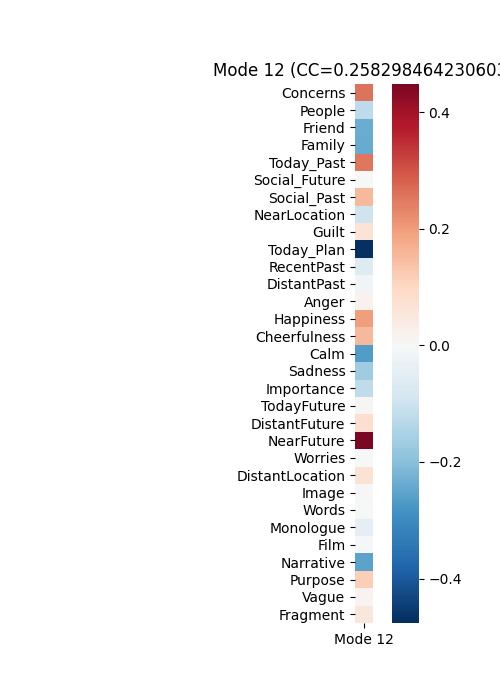 Mode 12 (CC=0.258298464230603
Concerns
People
Friend
Family
Today_Past
Social_Future
Social_Past
NearLocation
Guilt
Today_Plan
RecentPast
DistantPast
Anger
Happiness
Cheerfulness
Calm
Sadness
Importance
TodayFuture
DistantFuture
NearFuture
Worries
DistantLocation
Image
Words
Monologue
Film
Narrative
Purpose
Vague
Fragment
Mode 12
0.4
0.2
0.0
−0.2
−0.4